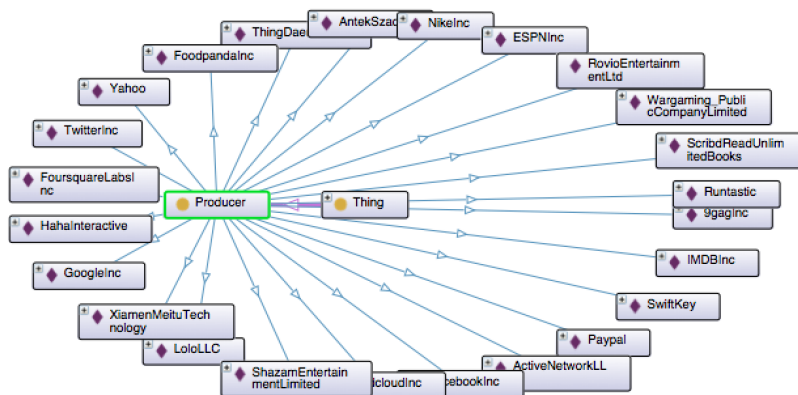 AntekSzad
NikeInc
ThingDae
ESPNInc
FoodpandaInc
RovioEntertainm
entLtd
Yahoo
Wargaming_Publi
cCompanyLimited
TwitterInc
ScribdReadUnlim
itedBooks
FoursquareLabsI
nc
Producer
Thing
Runtastic
9gagInc
HahaInteractive
GoogleInc
IMDBInc
SwiftKey
XiamenMeituTech
nology
Paypal
LoloLLC
ShazamEntertain
mentLimited
lcloudInc
cebookInc
ActiveNetworkLL